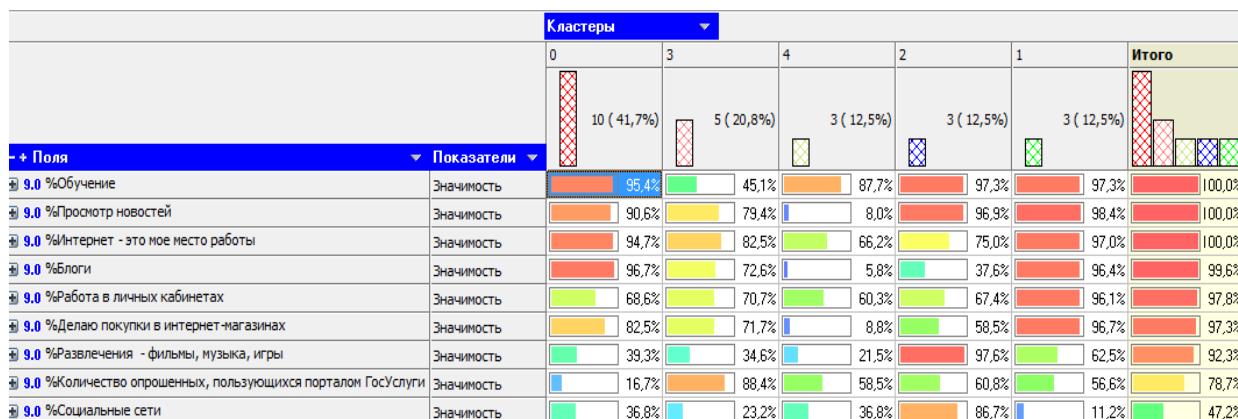 Кластеры
0 3 4 2 1 Итого
10 ( 41,7%) 5 ( 20,8%) 3 ( 12,5%) 3 ( 12,5%) 3 ( 12,5%)
- + Поля Показатели
9.0 %Обучение Значимость 95,4% 45,1% 87,7% 97,3% 97,3% 100,0%
9.0 %Просмотр новостей Значимость 90,6% 79,4% 8,0% 96,9% 98,4% 100,0%
9.0 %Интернет - это мое место работы Значимость 94,7% 82,5% 66,2% 75,0% 97,0% 100,0%
9.0 %Блоги Значимость 96,7% 72,6% 5,8% 37,6% 96,4% 99,6%
9.0 %Работа в личных кабинетах Значимость 68,6% 70,7% 60,3% 67,4% 96,1% 97,8%
9.0 %Делаю покупки в интернет-магазинах Значимость 82,5% 71,7% 8,8% 58,5% 96,7% 97,3%
9.0 %Развлечения - фильмы, музыка, игры Значимость 39,3% 34,6% 21,5% 97,6% 62,5% 92,3%
9.0 %Количество опрошенных, пользующихся порталом ГосУслуги Значимость 16,7% 88,4% 58,5% 60,8% 56,6% 78,7%
9.0 %Социальные сети Значимость 36,8% 23,2% 36,8% 86,7% 11,2% 47,2%